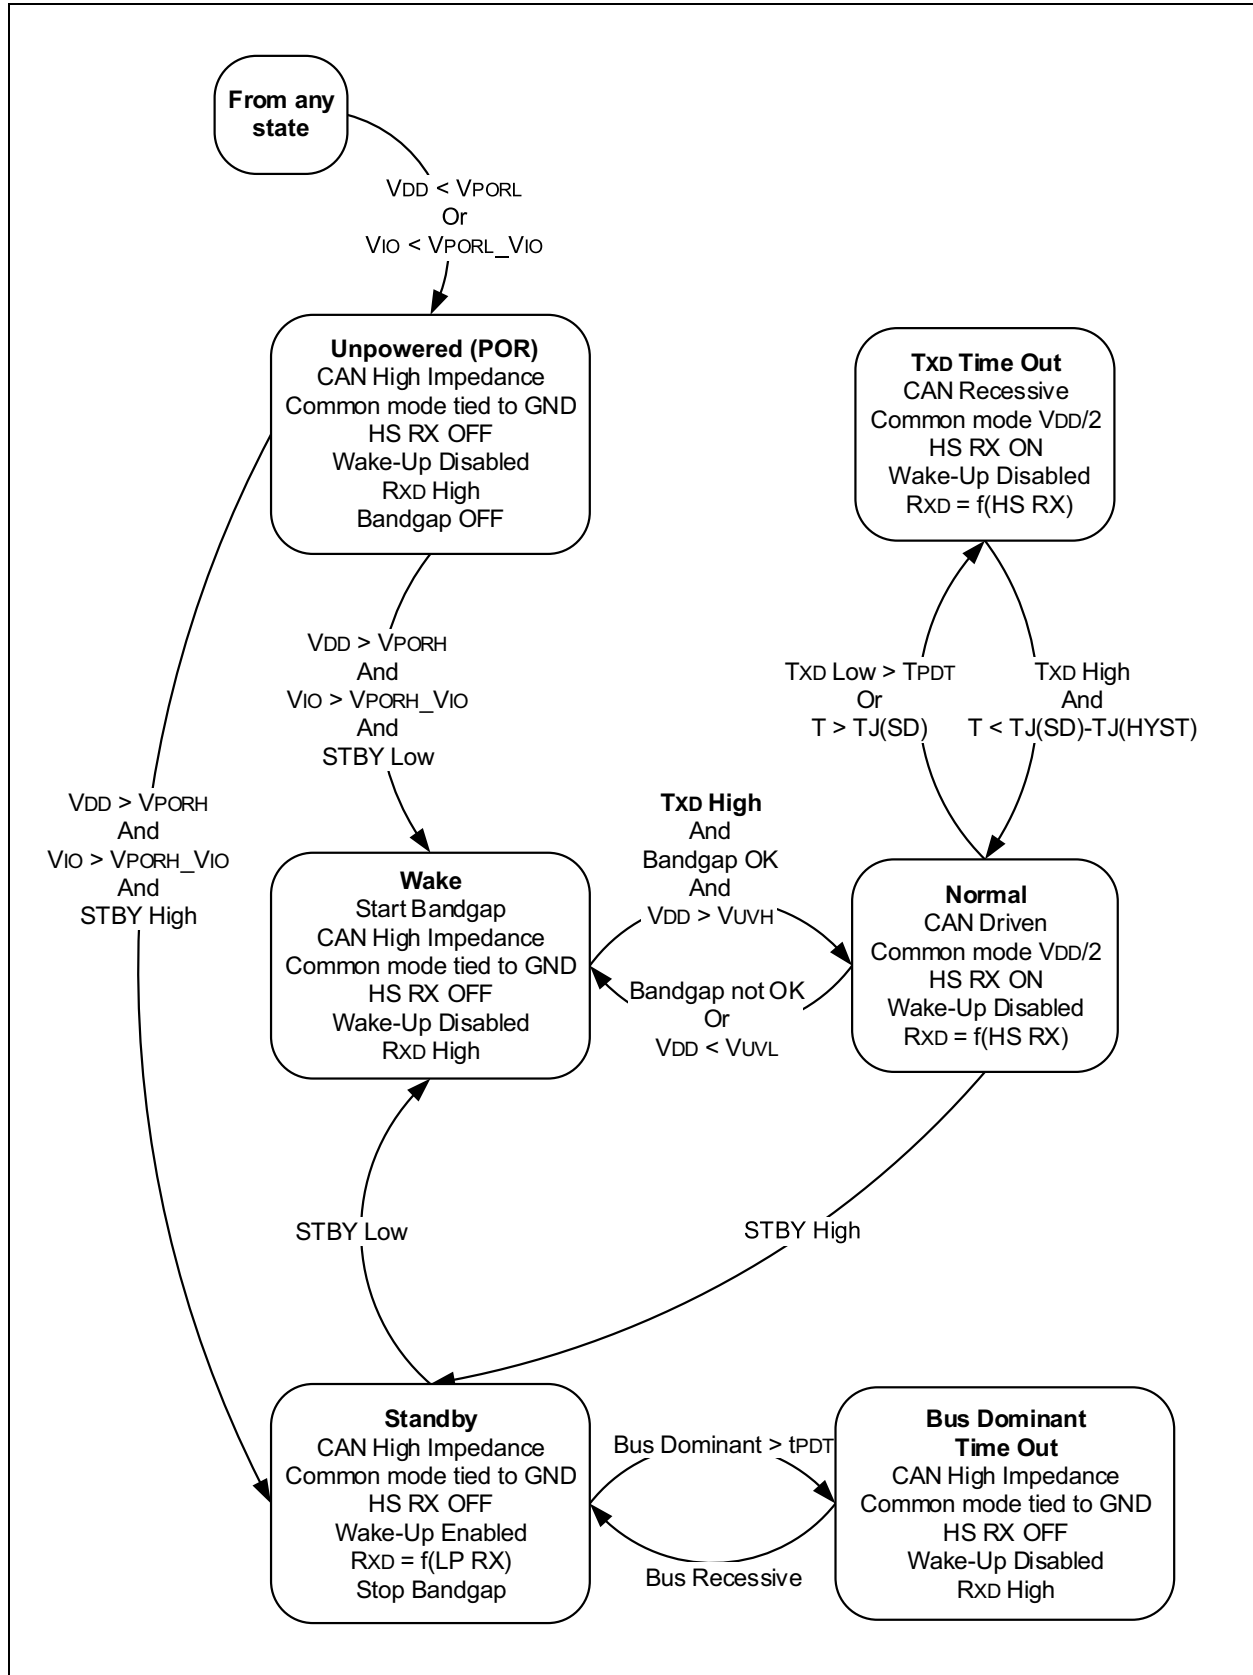 From any
state
VDD < VPORL
Or
VIO < VPORL_VIO
Unpowered (POR)
CAN High Impedance
Common mode tied to GND
HS RX OFF
Wake-Up Disabled
RXD High
Bandgap OFF
TXD Time Out
CAN Recessive
Common mode VDD/2
HS RX ON
Wake-Up Disabled
RXD = f(HS RX)
VDD > VPORH
And
VIO > VPORH_VIO
And
STBY Low
TXD Low > TPDT
Or
T > TJ(SD)
TXD High
And
T < TJ(SD)-TJ(HYST)
VDD > VPORH
And
VIO > VPORH_VIO
And
STBY High
TXD High
And
Bandgap OK
And
VDD > VUVH
Wake
Start Bandgap
CAN High Impedance
Common mode tied to GND
HS RX OFF
Wake-Up Disabled
RXD High
Bandgap not OK
Or
VDD < VUVL
Normal
CAN Driven
Common mode VDD/2
HS RX ON
Wake-Up Disabled
RXD = f(HS RX)
STBY Low
STBY High
Standby
CAN High Impedance
Common mode tied to GND
HS RX OFF
Wake-Up Enabled
RXD = f(LP RX)
Stop Bandgap
Bus Dominant > tPDT
Bus Recessive
Bus Dominant
Time Out
CAN High Impedance
Common mode tied to GND
HS RX OFF
Wake-Up Disabled
RXD High